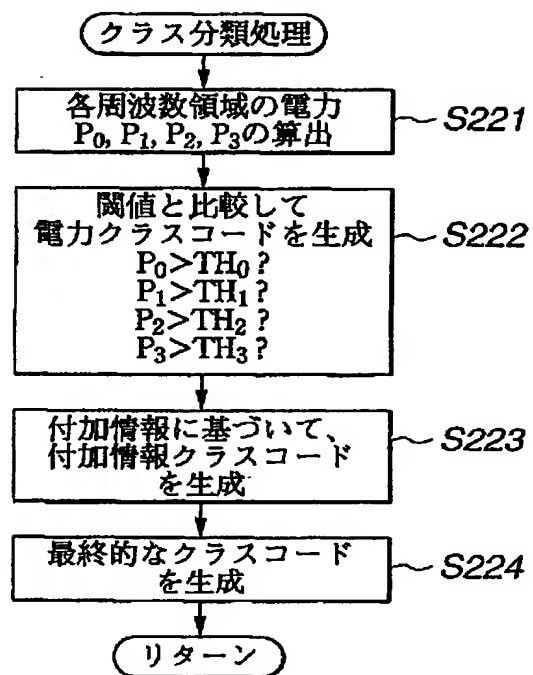 クラス分類処理
各周波数領域の電力
P0, P1, P2, P3の算出
S221
閾値と比較して
電力クラスコードを生成
P0>TH0?
P1>TH1?
P2>TH2?
P3>TH3?
S222
付加情報に基づいて、
付加情報クラスコード
を生成
S223
最終的なクラスコード
を生成
S224
リターン